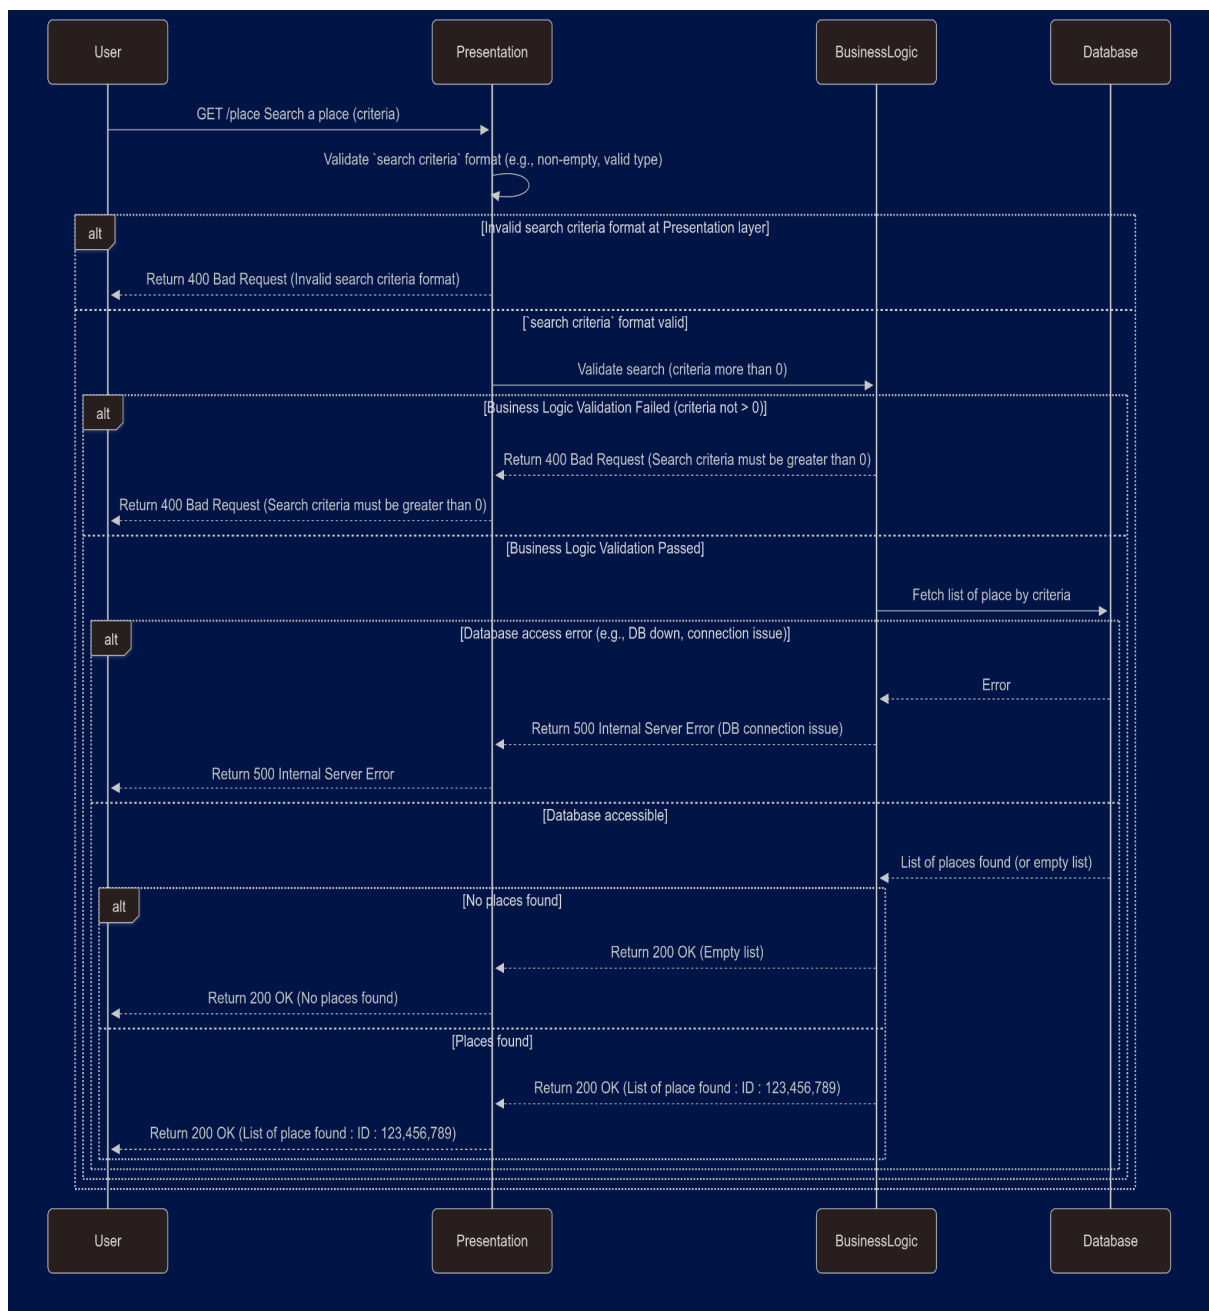 User
Presentation
BusinessLogic
Database
GET /place Search a place (criteria)
Validate `search criteria` format (e.g., non-empty, valid type)
alt
[Invalid search criteria format at Presentation layer]
Return 400 Bad Request (Invalid search criteria format)
[`search criteria` format valid]
Validate search (criteria more than 0)
alt
[Business Logic Validation Failed (criteria not > 0)]
Return 400 Bad Request (Search criteria must be greater than 0)
Return 400 Bad Request (Search criteria must be greater than 0)
[Business Logic Validation Passed]
Fetch list of place by criteria
alt
[Database access error (e.g., DB down, connection issue)]
Error
Return 500 Internal Server Error (DB connection issue)
Return 500 Internal Server Error
[Database accessible]
List of places found (or empty list)
alt
[No places found]
Return 200 OK (Empty list)
Return 200 OK (No places found)
[Places found]
Return 200 OK (List of place found : ID : 123,456,789)
Return 200 OK (List of place found : ID : 123,456,789)
User
Presentation
BusinessLogic
Database